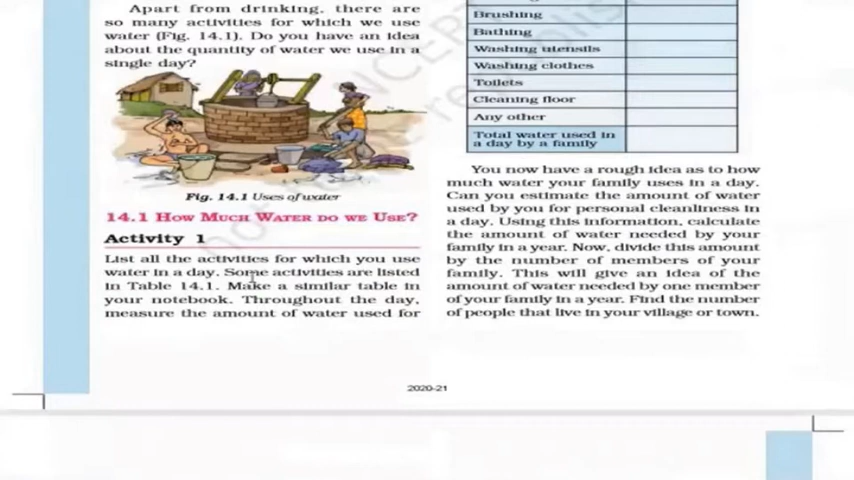 Apart from drinking, there are
so many activities for which we use
water (Fig. 14.1). Do you have an idea
about the quantity of water we use in a
single day?
Fig. 14.1 Uses of water
14.1 HOW MUCH WATER DO WE USE?
Activity 1
List all the activities for which you use
water in a day. Some activities are listed
in Table 14.1. Make a similar table in
your notebook. Throughout the day,
measure the amount of water used for
Brushing
Bathing
Washing utensils
Washing clothes
Toilets
Cleaning floor
Any other
Total water used in
a day by a family
You now have a rough idea as to how
much water your family uses in a day.
Can you estimate the amount of water
used by you for personal cleanliness in
a day. Using this information, calculate
the amount of water needed by your
family in a year. Now, divide this amount
by the number of members of your
family. This will give an idea of the
amount of water needed by one member
of your family in a year. Find the number
of people that live in your village or town.
2020-21